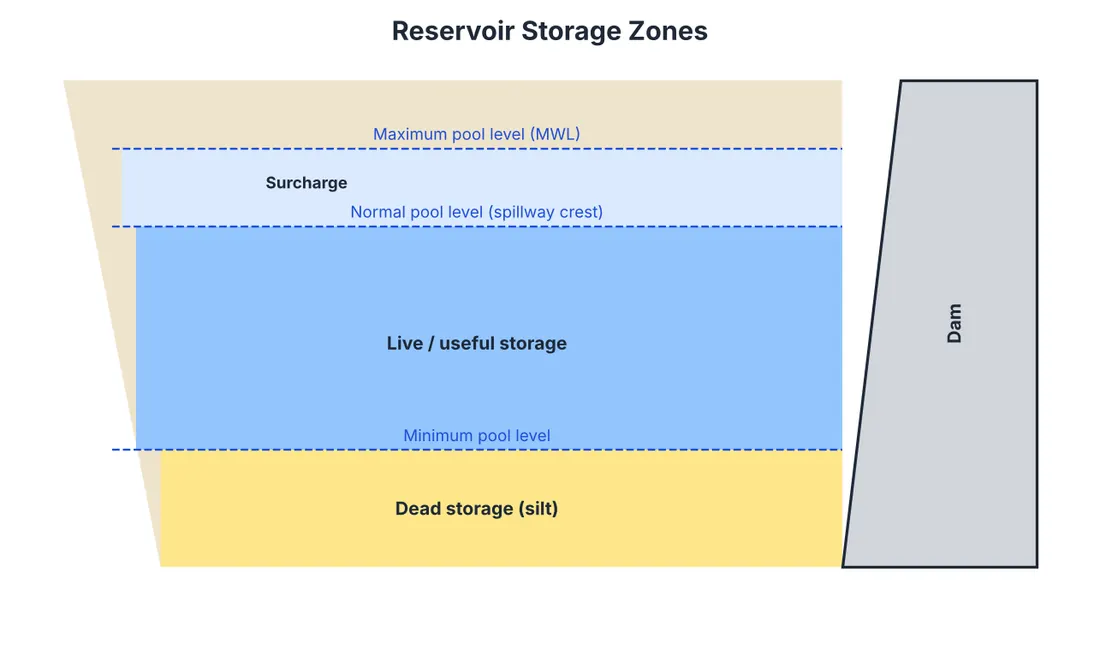 Reservoir Storage Zones
Maximum pool level (MWL)
Surcharge
Normal pool level (spillway crest)
Live / useful storage
Dam
Minimum pool level
Dead storage (silt)